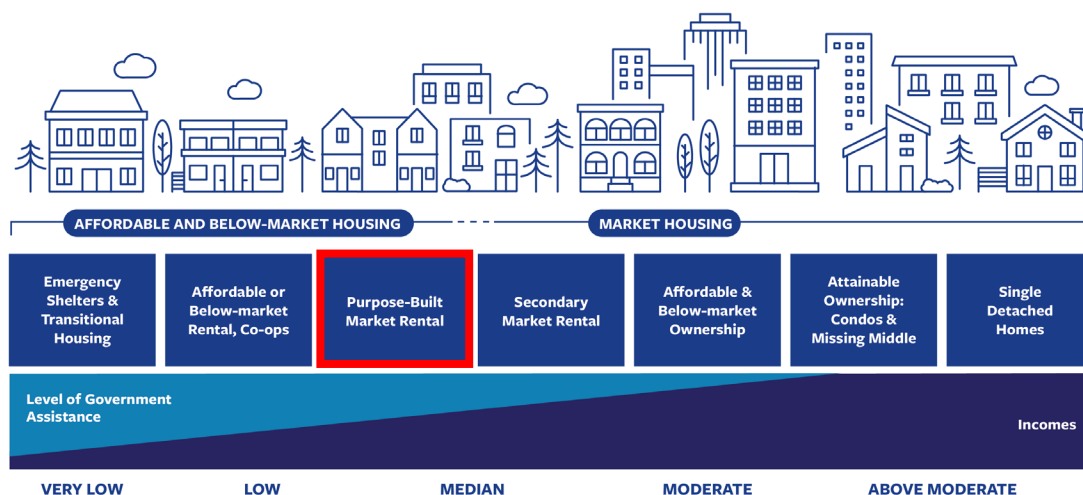 AFFORDABLE AND BELOW-MARKET HOUSING
MARKET HOUSING
Emergency
Shelters &
Transitional
Housing
Affordable or
Below-market
Rental, Co-ops
Purpose-Built
Market Rental
Secondary
Market Rental
Affordable &
Below-market
Ownership
Attainable
Ownership:
Condos &
Missing Middle
Single
Detached
Homes
Level of Government
Assistance
Incomes
VERY LOW
LOW
MEDIAN
MODERATE
ABOVE MODERATE